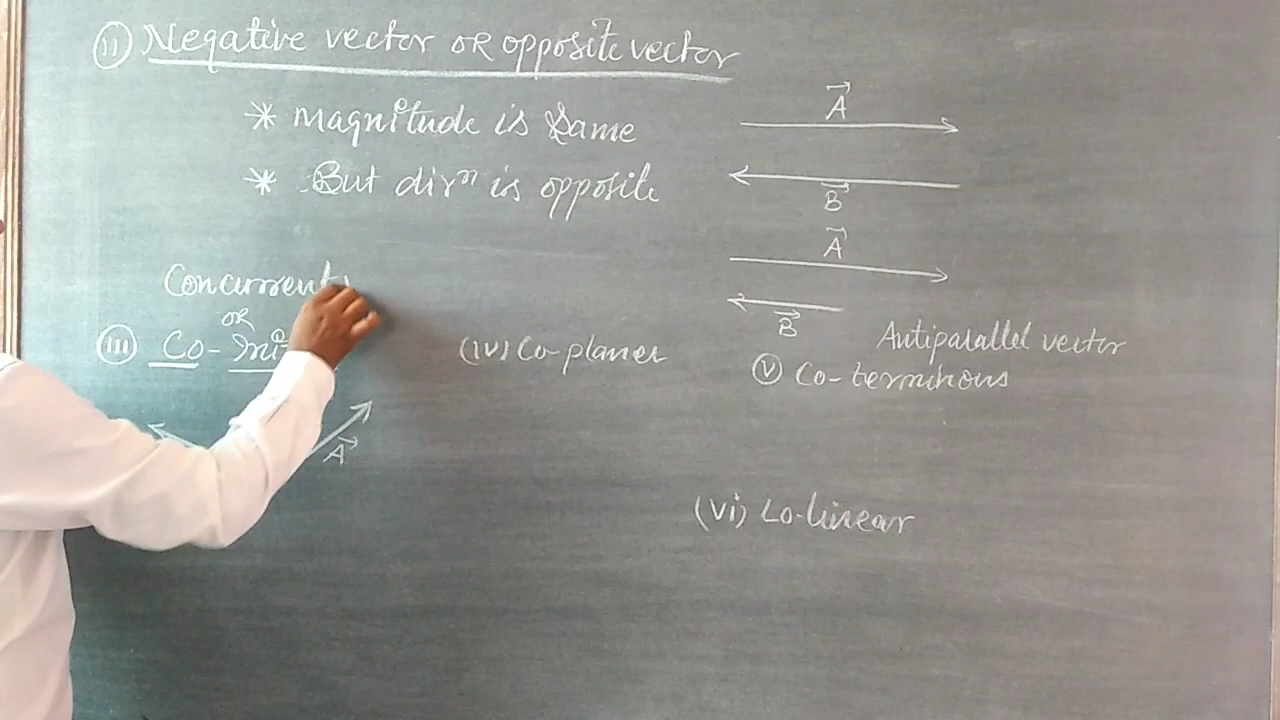 (ii) Negative vector OR opposite vector
* magnitude is Same
* But dirⁿ is opposite
A
B
A
B
Antiparallel vector
Concurrent
OR
(iii) Co-Ini
A
(iv) Co-planer
(v) Co-terminous
(vi) Co-linear